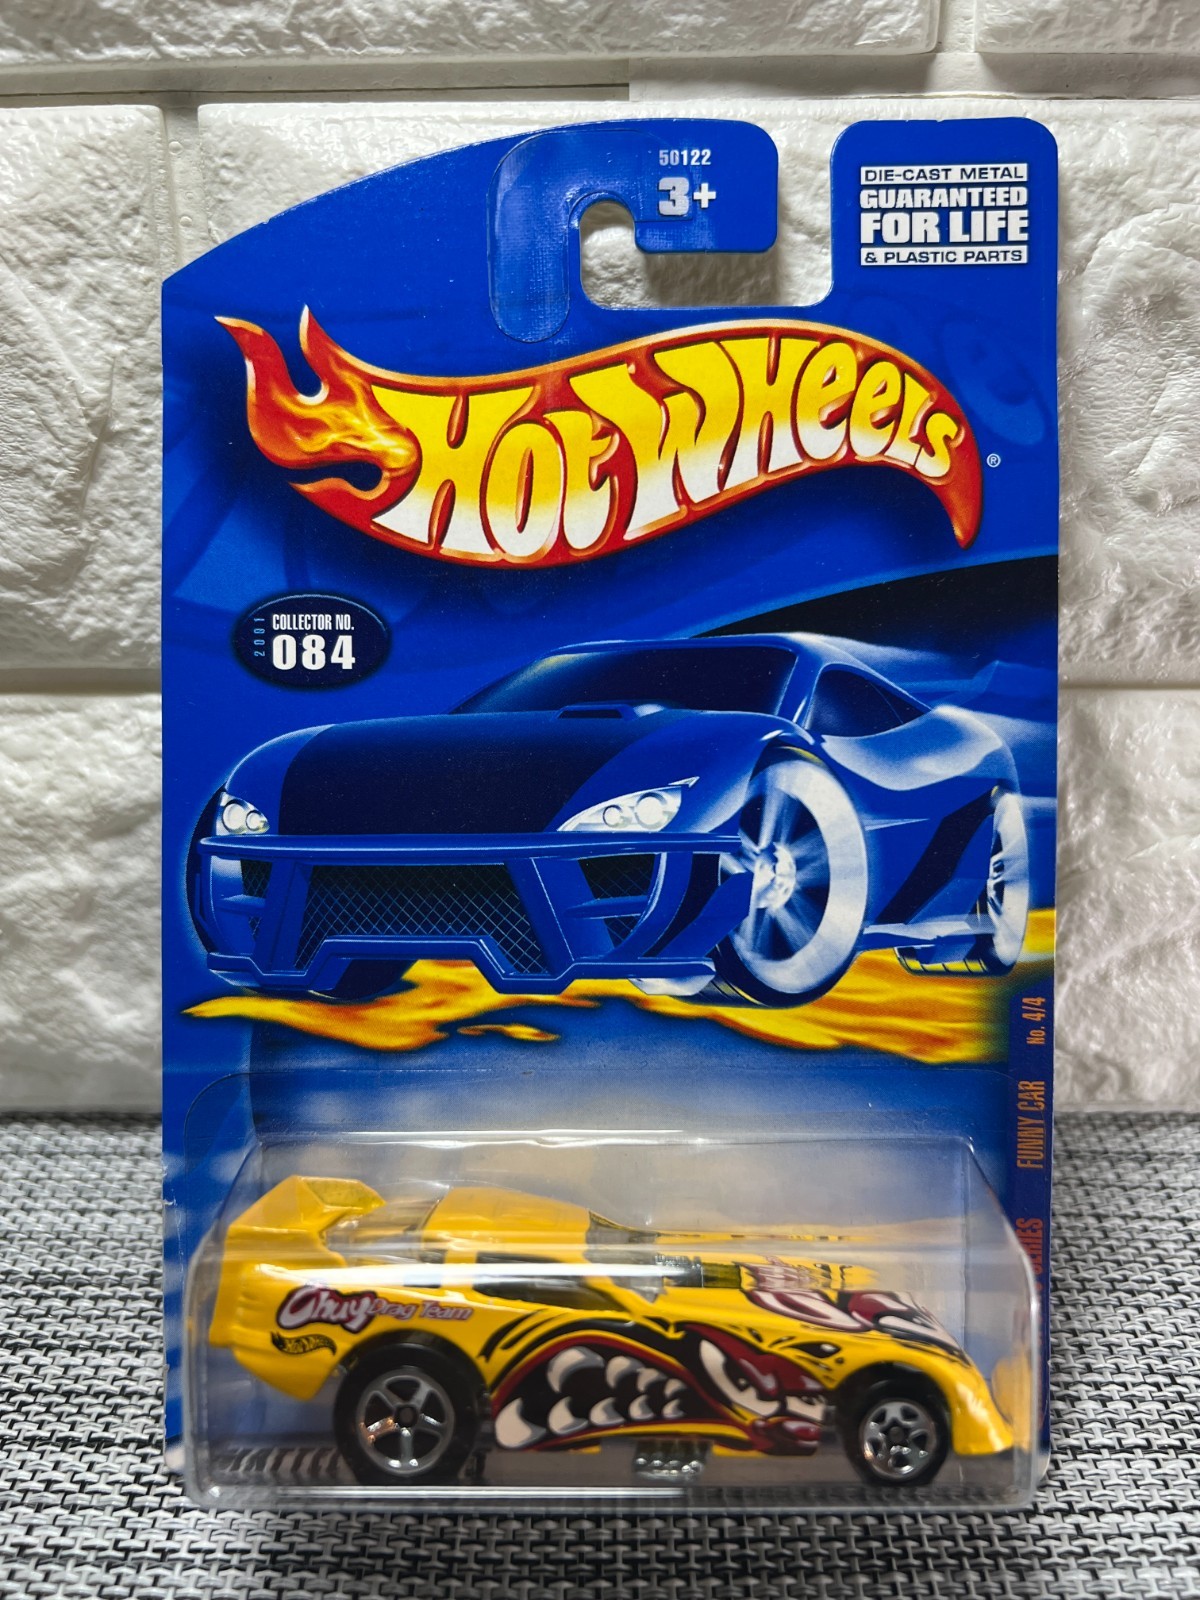 50122
3+
DIE-CAST METAL
GUARANTEED
FOR LIFE
& PLASTIC PARTS
HOT WHEELS
®
2001
COLLECTOR NO.
084
FUNNY CAR No. 4/4
SERIES
Chuy Drag Team
HOT WHEELS